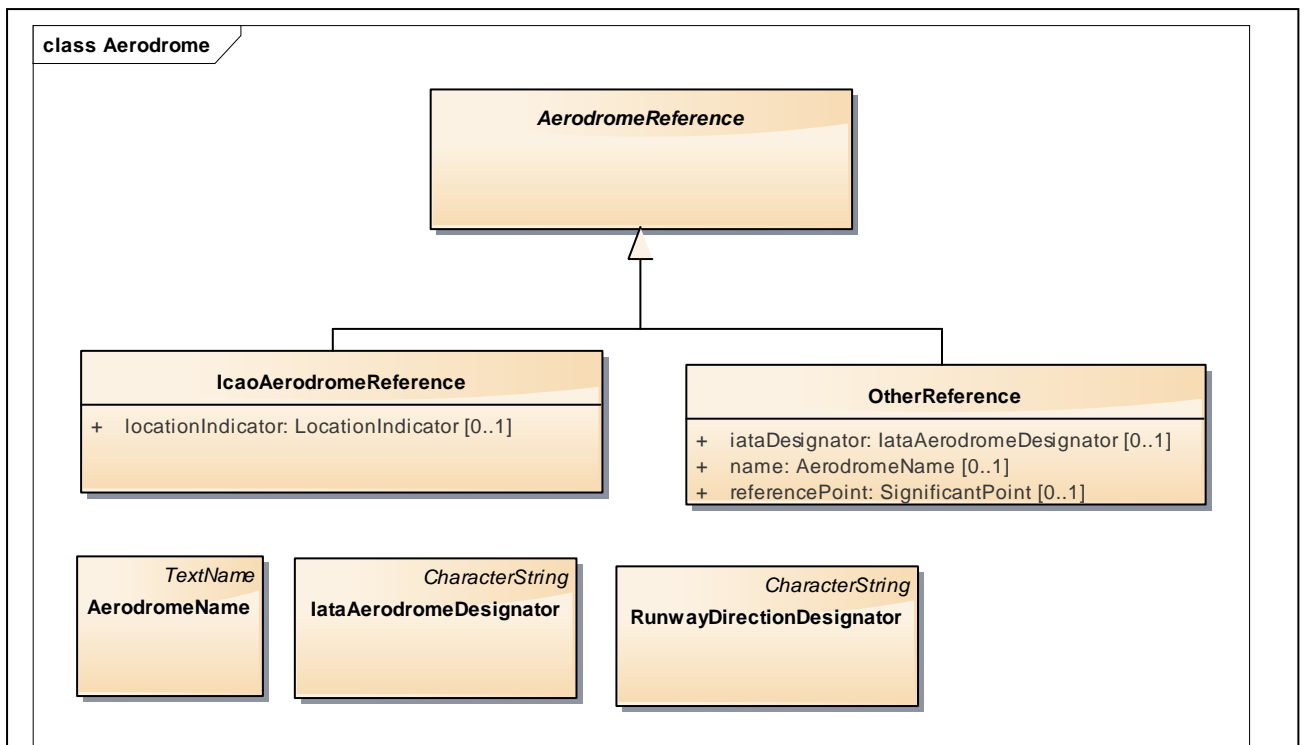 class Aerodrome
AerodromeReference
IcaoAerodromeReference
+ locationIndicator: LocationIndicator [0..1]
OtherReference
+ iataDesignator: IataAerodromeDesignator [0..1]
+ name: AerodromeName [0..1]
+ referencePoint: SignificantPoint [0..1]
TextName
AerodromeName
CharacterString
IataAerodromeDesignator
CharacterString
RunwayDirectionDesignator